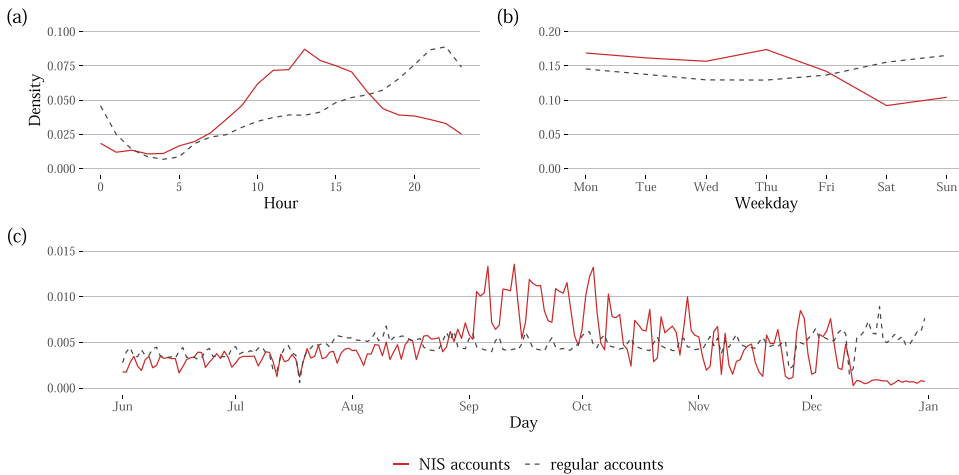 (a)
0.100
0.075
0.050
0.025
0.000
Density
0 5 10 15 20
Hour
(b)
0.20
0.15
0.10
0.05
0.00
Mon Tue Wed Thu Fri Sat Sun
Weekday
(c)
0.015
0.010
0.005
0.000
Jun Jul Aug Sep Oct Nov Dec Jan
Day
NIS accounts regular accounts